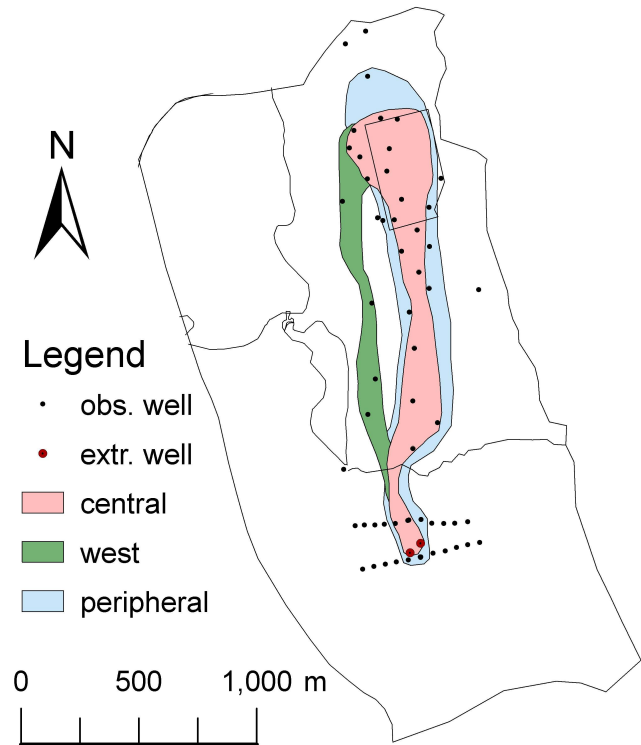 N
Legend
obs. well
extr. well
central
west
peripheral
0 500 1,000 m